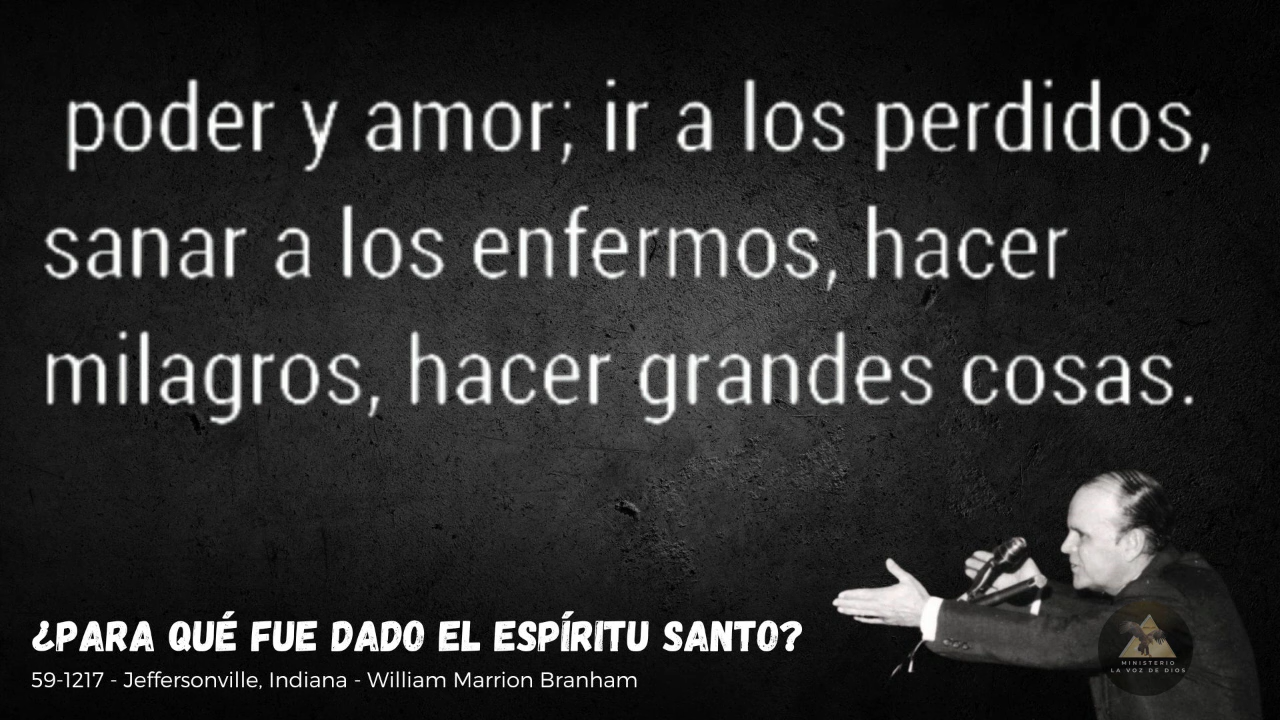 poder y amor; ir a los perdidos,
sanar a los enfermos, hacer
milagros, hacer grandes cosas.
¿PARA QUÉ FUE DADO EL ESPÍRITU SANTO?
59-1217 - Jeffersonville, Indiana - William Marrion Branham
MINISTERIO
LA VOZ DE DIOS